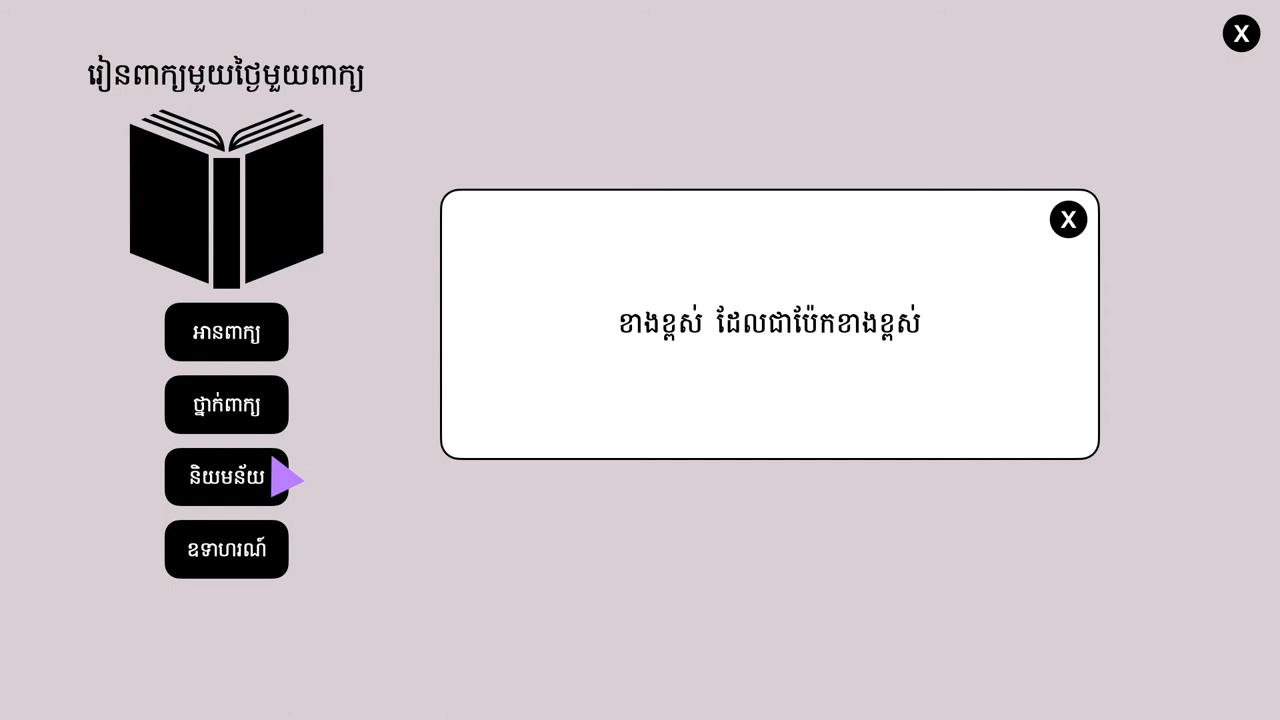 X
រៀនពាក្យមួយថ្ងៃមួយពាក្យ
X
ខាងខ្ពស់ ដែលជាប៉ែកខាងខ្ពស់
អានពាក្យ
ថ្នាក់ពាក្យ
និយមន័យ
ឧទាហរណ៍